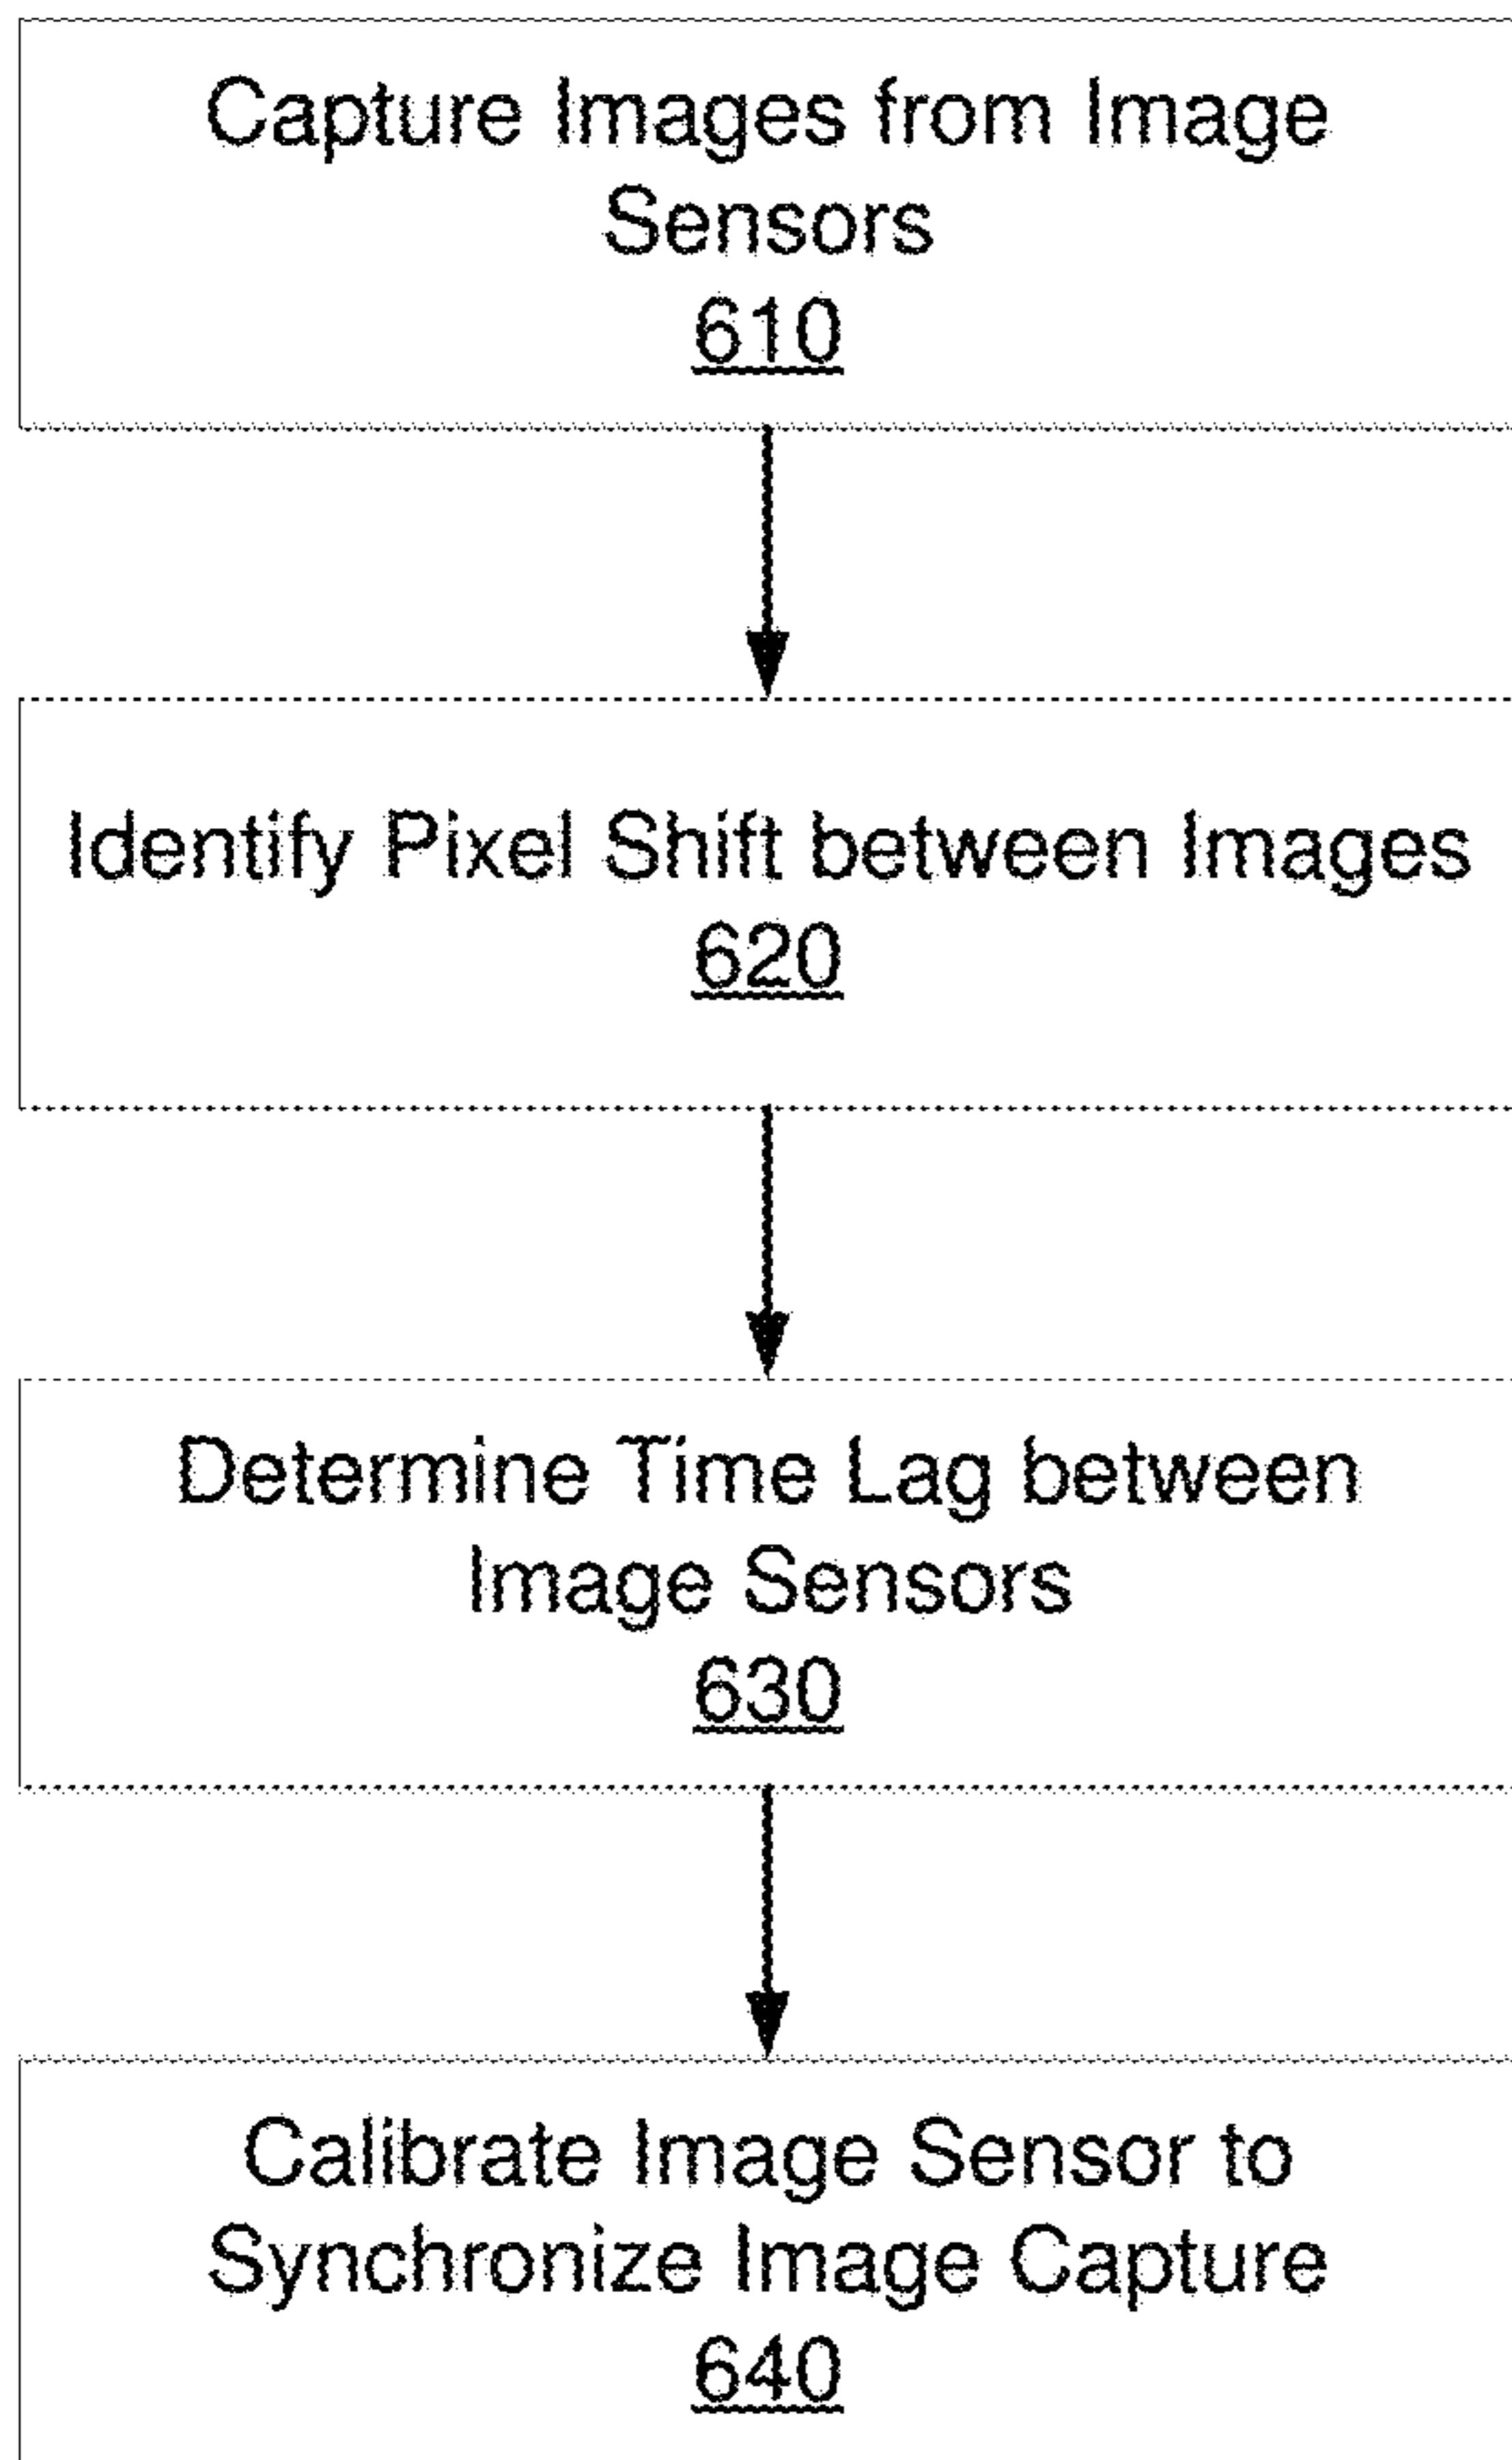 Capture Images from Image
Sensors
610
Identify Pixel Shift between Images
620
Determine Time Lag between
Image Sensors
630
Calibrate Image Sensor to
Synchronize Image Capture
640